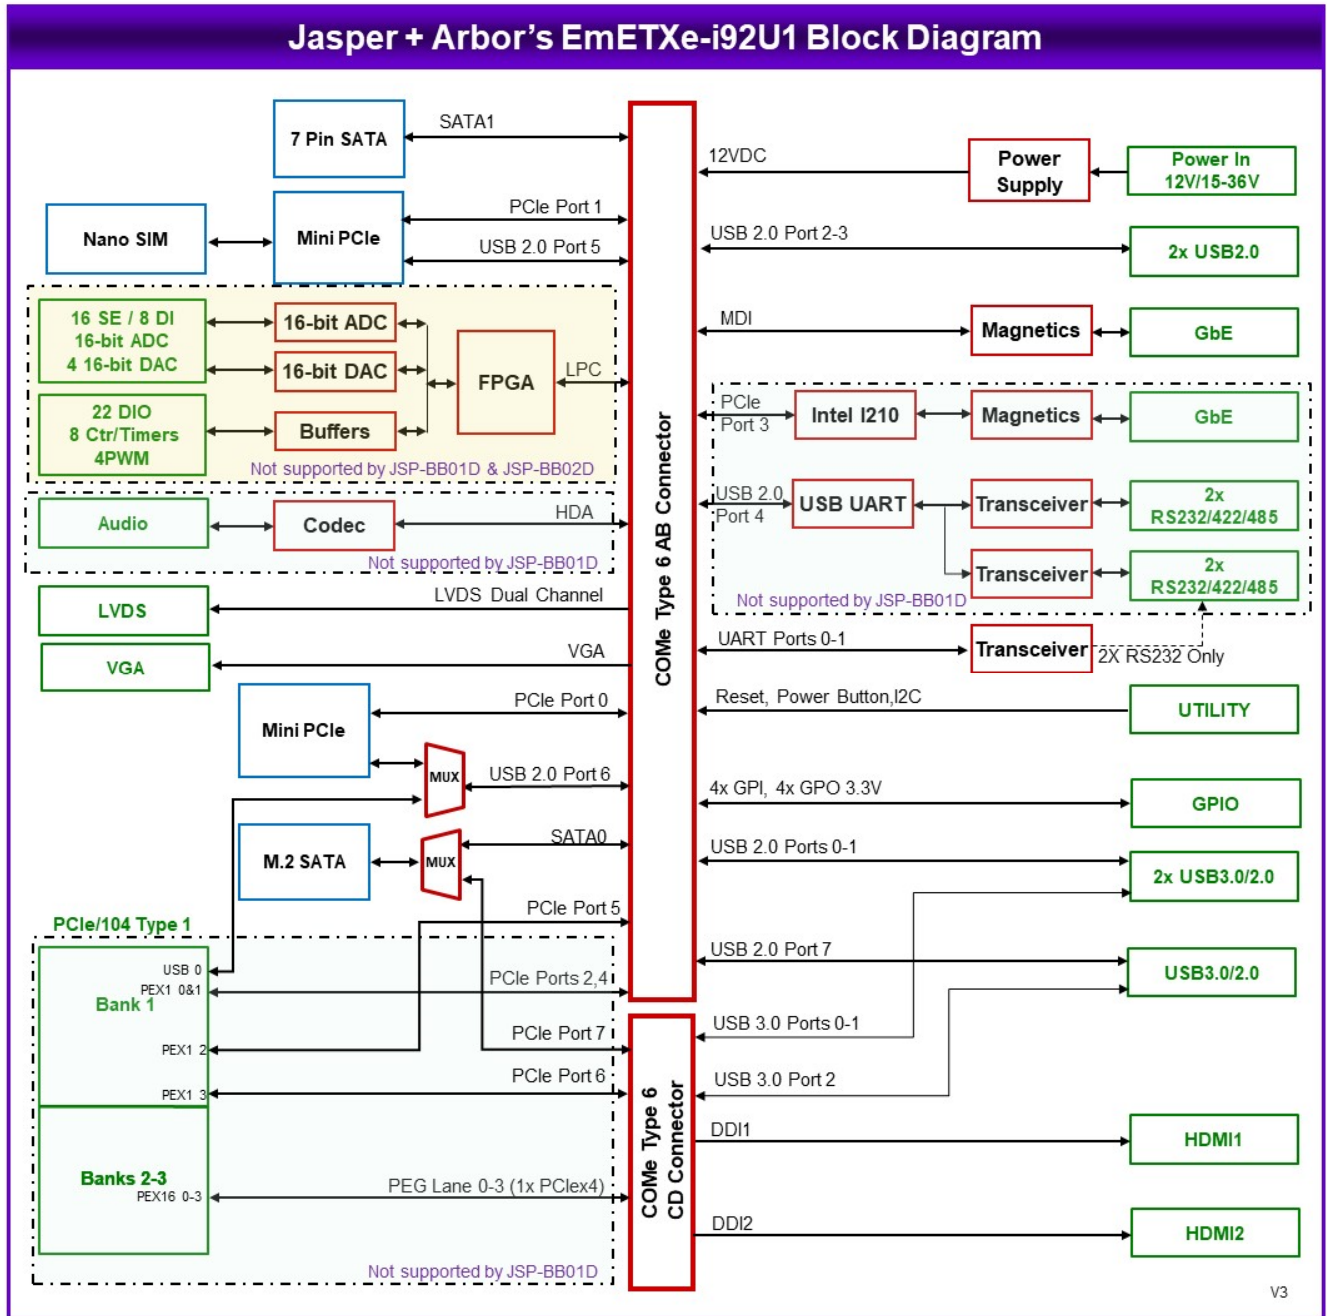 Jasper + Arbor's EmETXe-i92U1 Block Diagram
7 Pin SATA
SATA1
12VDC
Power
Supply
Power In
12V/15-36V
Nano SIM
Mini PCIe
PCIe Port 1
USB 2.0 Port 5
USB 2.0 Port 2-3
2x USB2.0
16 SE / 8 DI
16-bit ADC
4 16-bit DAC
16-bit ADC
16-bit DAC
FPGA
LPC
22 DIO
8 Ctr/Timers
4PWM
Buffers
Not supported by JSP-BB01D & JSP-BB02D
MDI
Magnetics
GbE
PCIe
Port 3
Intel I210
Magnetics
GbE
USB 2.0
Port 4
USB UART
Transceiver
2x
RS232/422/485
Transceiver
2x
RS232/422/485
Not supported by JSP-BB01D
Audio
Codec
HDA
Not supported by JSP-BB01D
COMe Type 6 AB Connector
LVDS
LVDS Dual Channel
UART Ports 0-1
Transceiver
2X RS232 Only
VGA
VGA
Mini PCIe
PCIe Port 0
Reset, Power Button,I2C
UTILITY
MUX
USB 2.0 Port 6
4x GPI, 4x GPO 3.3V
GPIO
M.2 SATA
MUX
SATA0
USB 2.0 Ports 0-1
2x USB3.0/2.0
PCIe Port 5
PCIe/104 Type 1
USB 0
PEX1 0&1
Bank 1
PEX1 2
PEX1 3
PCIe Ports 2,4
PCIe Port 7
PCIe Port 6
USB 2.0 Port 7
USB3.0/2.0
COMe Type 6
CD Connector
USB 3.0 Ports 0-1
USB 3.0 Port 2
DDI1
HDMI1
Banks 2-3
PEX16 0-3
PEG Lane 0-3 (1x PCIex4)
DDI2
HDMI2
Not supported by JSP-BB01D
V3